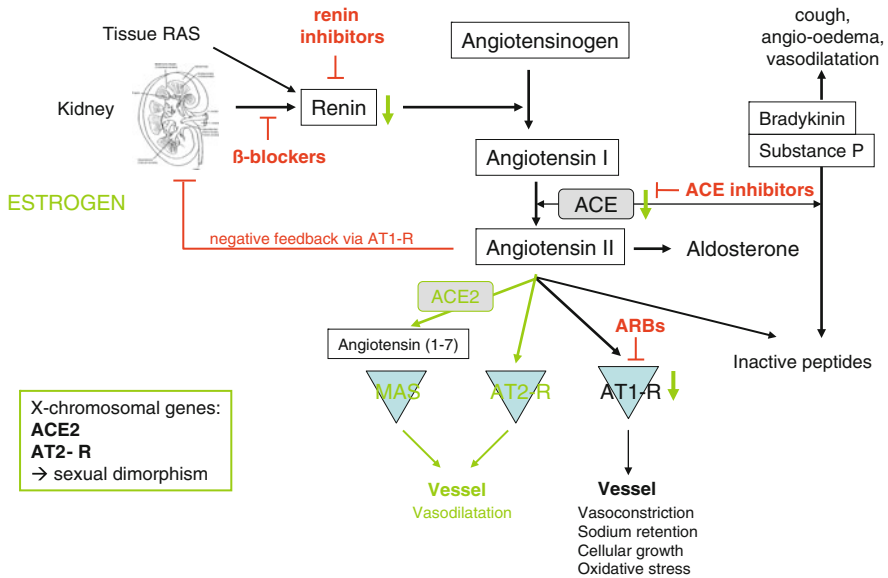 renin
inhibitors
Tissue RAS
Angiotensinogen
cough,
angio-oedema,
vasodilatation
Kidney
Renin
ß-blockers
Bradykinin
Substance P
Angiotensin I
ESTROGEN
ACE
ACE inhibitors
negative feedback via AT1-R
Angiotensin II
Aldosterone
ACE2
ARBs
Angiotensin (1-7)
Inactive peptides
MAS
AT2-R
AT1-R
X-chromosomal genes:
ACE2
AT2- R
→ sexual dimorphism
Vessel
Vasodilatation
Vessel
Vasoconstriction
Sodium retention
Cellular growth
Oxidative stress